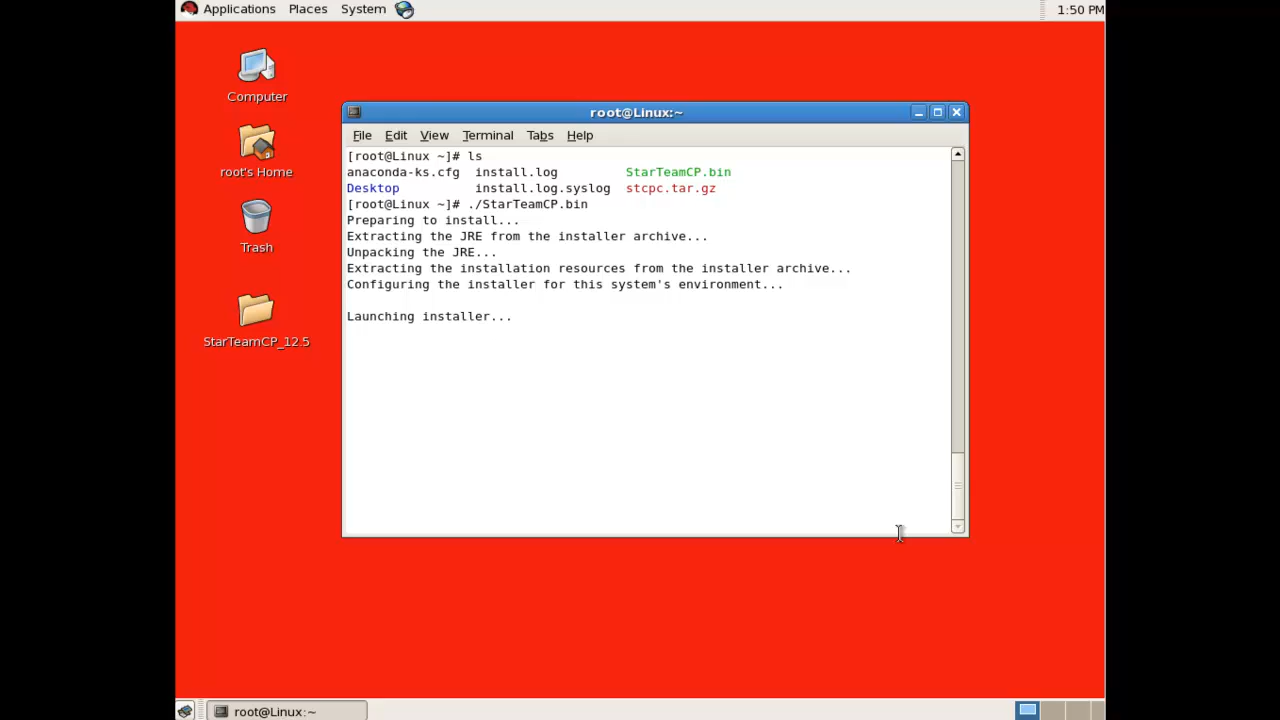 Applications Places System
1:50 PM
Computer
root's Home
Trash
StarTeamCP_12.5
root@Linux:~
File Edit View Terminal Tabs Help
[root@Linux ~]# ls
anaconda-ks.cfg  install.log         StarTeamCP.bin
Desktop          install.log.syslog  stcpc.tar.gz
[root@Linux ~]# ./StarTeamCP.bin
Preparing to install...
Extracting the JRE from the installer archive...
Unpacking the JRE...
Extracting the installation resources from the installer archive...
Configuring the installer for this system's environment...
Launching installer...
root@Linux:~